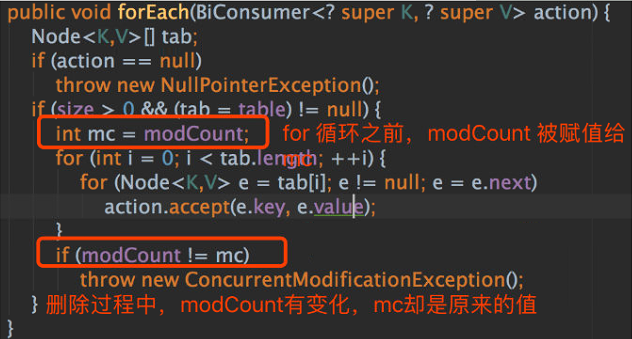 public void forEach(BiConsumer<? super K, ? super V> action) {
Node<K,V>[] tab;
if (action == null)
throw new NullPointerException();
if (size > 0 && (tab = table) != null) {
int mc = modCount; for 循环之前，modCount 被赋值给
mc
for (int i = 0; i < tab.length; ++i) {
for (Node<K,V> e = tab[i]; e != null; e = e.next)
action.accept(e.key, e.value);
}
if (modCount != mc)
throw new ConcurrentModificationException();
} 删除过程中，modCount有变化，mc却是原来的值
}